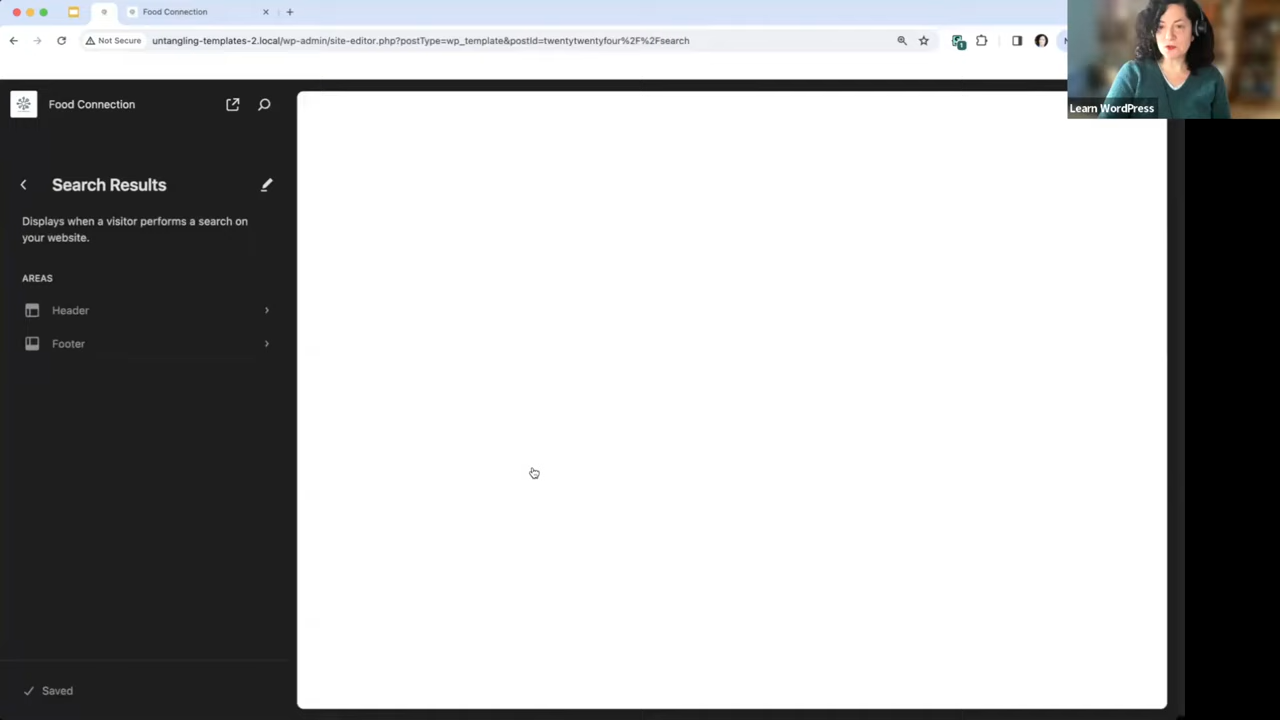 Food Connection
Not Secure
untangling-templates-2.local/wp-admin/site-editor.php?postType=wp_template&postId=twentytwentyfour%2F%2Fsearch
1
Learn WordPress
Food Connection
Search Results
Displays when a visitor performs a search on
your website.
AREAS
Header
Footer
Saved